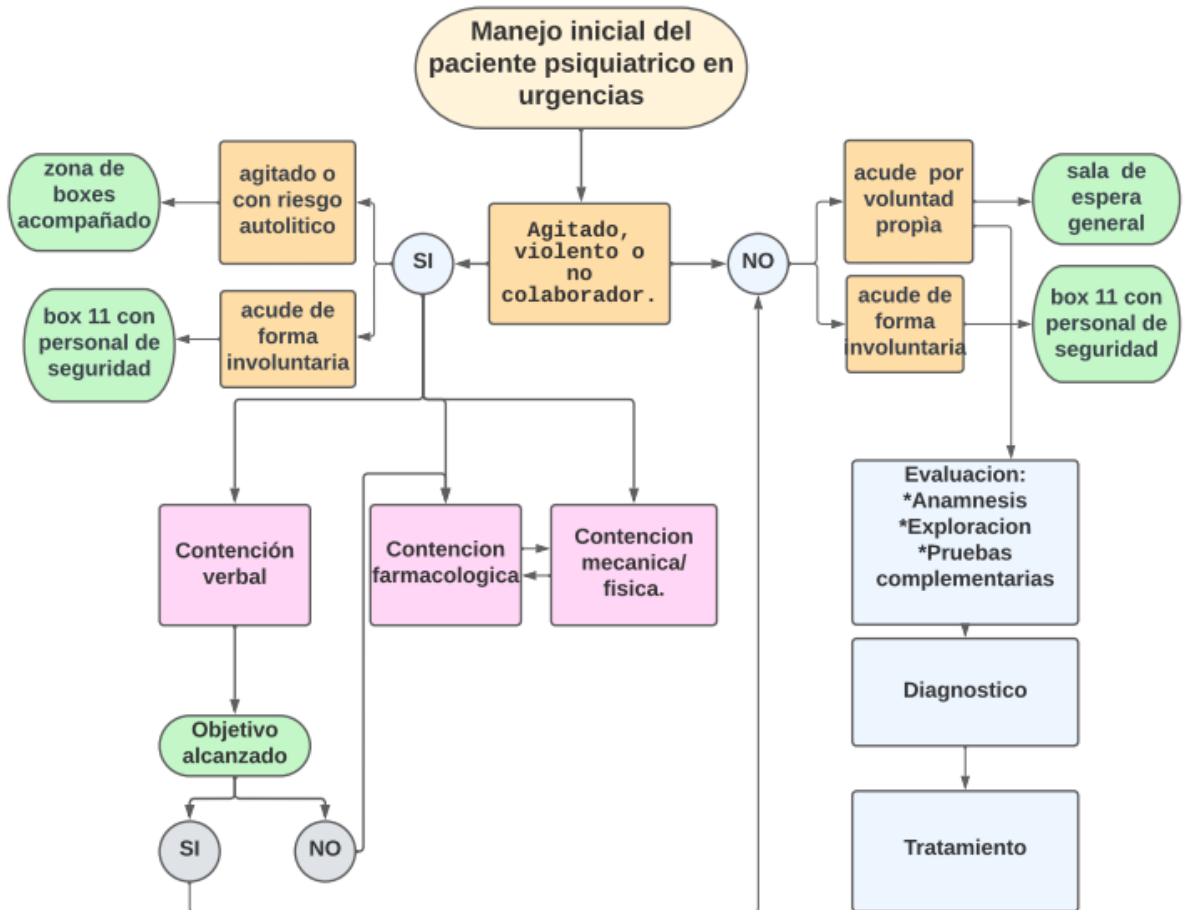 Manejo inicial del
paciente psiquiatrico en
urgencias
zona de
boxes
acompañado
agitado o
con riesgo
autolitico
SI
Agitado,
violento o
no
colaborador.
NO
acude por
voluntad
propìa
sala de
espera
general
box 11 con
personal de
seguridad
acude de
forma
involuntaria
acude de
forma
involuntaria
box 11 con
personal de
seguridad
Contención
verbal
Contencion
farmacologica
Contencion
mecanica/
fisica.
Evaluacion:
*Anamnesis
*Exploracion
*Pruebas
complementarias
Diagnostico
Objetivo
alcanzado
SI
NO
Tratamiento